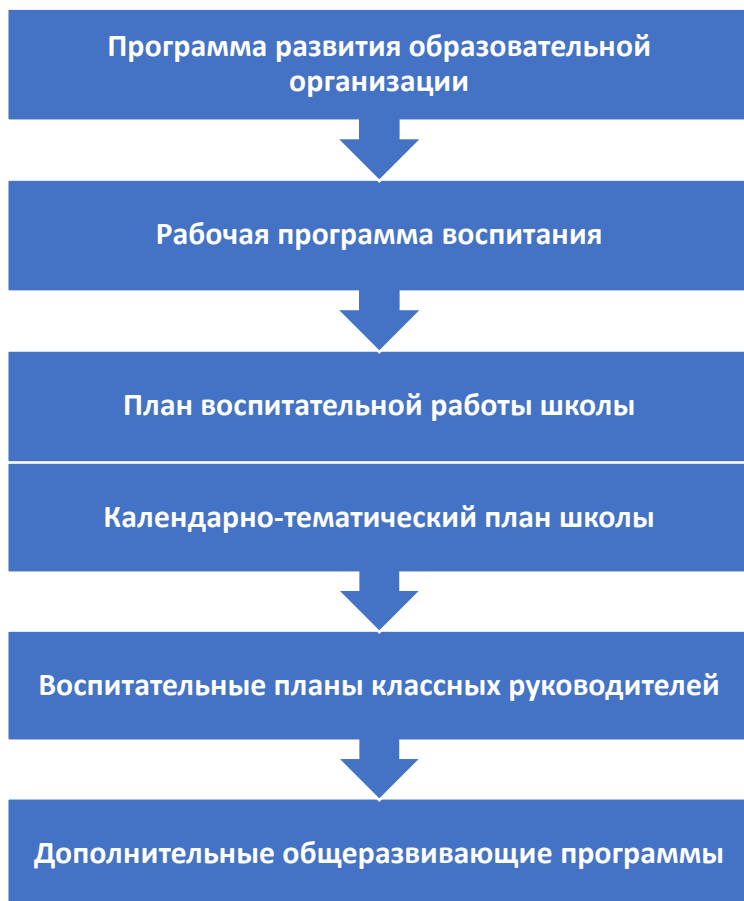 Программа развития образовательной
организации
Рабочая программа воспитания
План воспитательной работы школы
Календарно-тематический план школы
Воспитательные планы классных руководителей
Дополнительные общеразвивающие программы